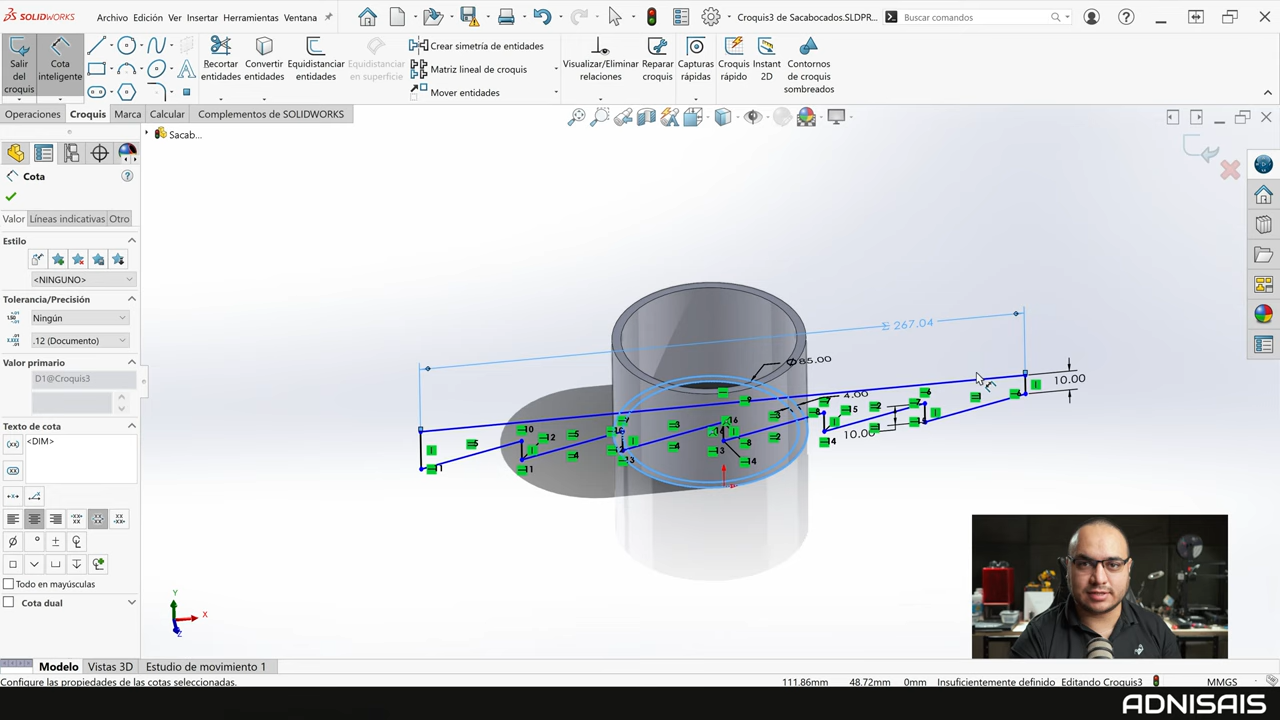 SOLIDWORKS
Archivo Edición Ver Insertar Herramientas Ventana
Croquis3 de Sacabocados.SLDPR...
Buscar comandos
Salir del croquis
Cota inteligente
Recortar entidades
Convertir entidades
Equidistanciar entidades
Equidistanciar en superficie
Crear simetría de entidades
Matriz lineal de croquis
Mover entidades
Visualizar/Eliminar relaciones
Reparar croquis
Capturas rápidas
Croquis rápido
Instant 2D
Contornos de croquis sombreados
Operaciones Croquis Marca Calcular Complementos de SOLIDWORKS
Sacab...
Cota
Valor Líneas indicativas Otro
Estilo
<NINGUNO>
Tolerancia/Precisión
Ningún
.12 (Documento)
Valor primario
D1@Croquis3
Texto de cota
<DIM>
Todo en mayúsculas
Cota dual
Σ 267.04
Ø85.00
10.00
4.00
10.00
Y
X
Z
Modelo Vistas 3D Estudio de movimiento 1
Configure las propiedades de las cotas seleccionadas.
111.86mm 48.72mm 0mm Insuficientemente definido Editando Croquis3 MMGS
ADNISAIS